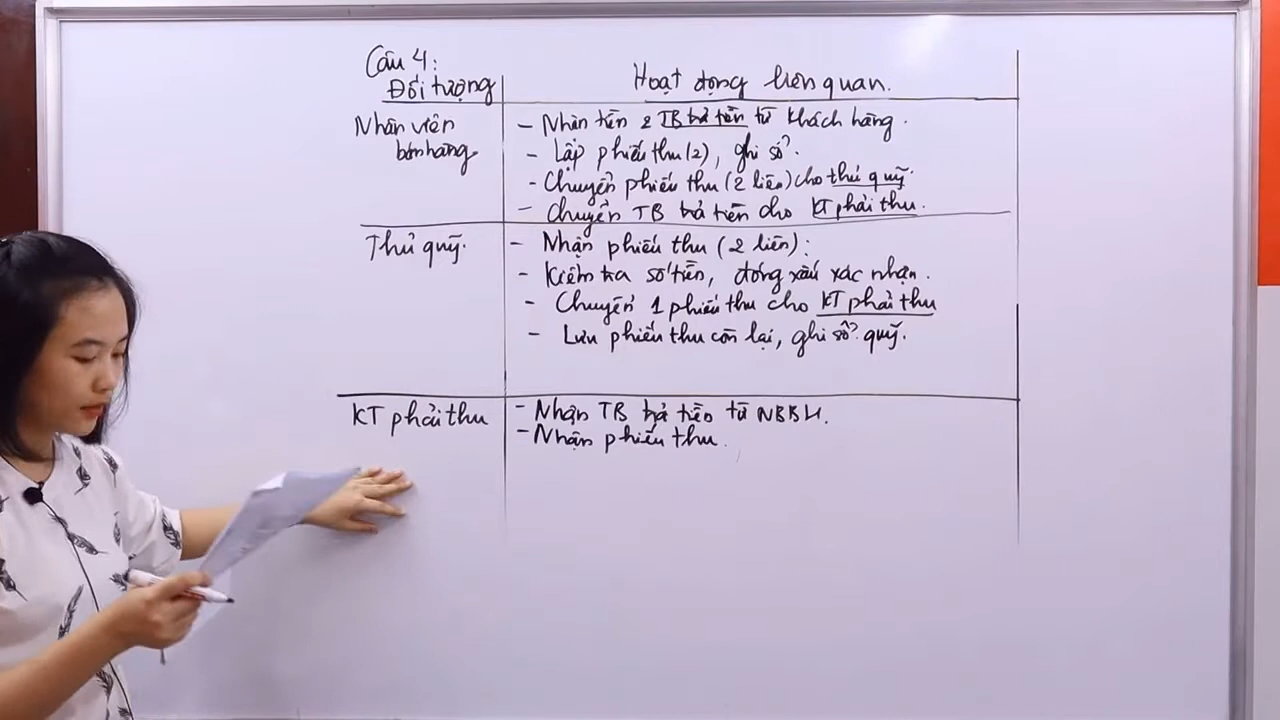 Câu 4:
Đối tượng
Hoạt động liên quan.
Nhân viên
bán hàng
- Nhận tiền & TB trả tiền từ khách hàng.
- Lập phiếu thu (2), ghi sổ.
- Chuyển phiếu thu (2 liên) cho thủ quỹ.
- Chuyển TB trả tiền cho KT phải thu.
Thủ quỹ.
- Nhận phiếu thu (2 liên):
- Kiểm tra số tiền, đóng xác nhận.
- Chuyển 1 phiếu thu cho KT phải thu
- Lưu phiếu thu còn lại, ghi sổ quỹ.
KT phải thu
- Nhận TB trả tiền từ NBBH.
- Nhận phiếu thu.